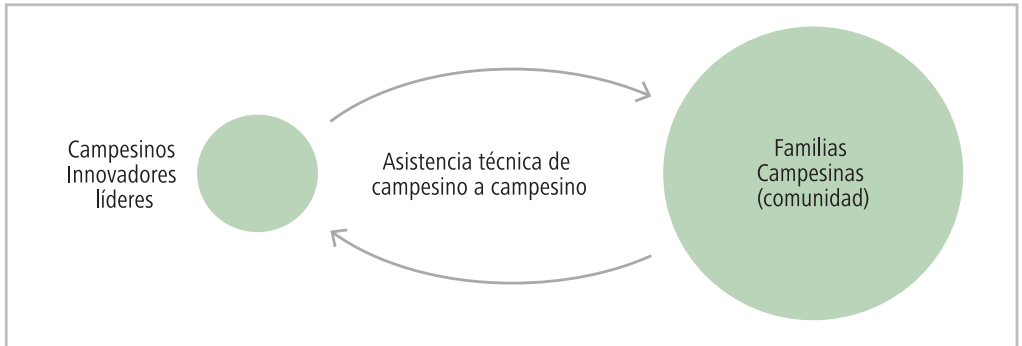 Campesinos
Innovadores
líderes
Asistencia técnica de
campesino a campesino
Familias
Campesinas
(comunidad)